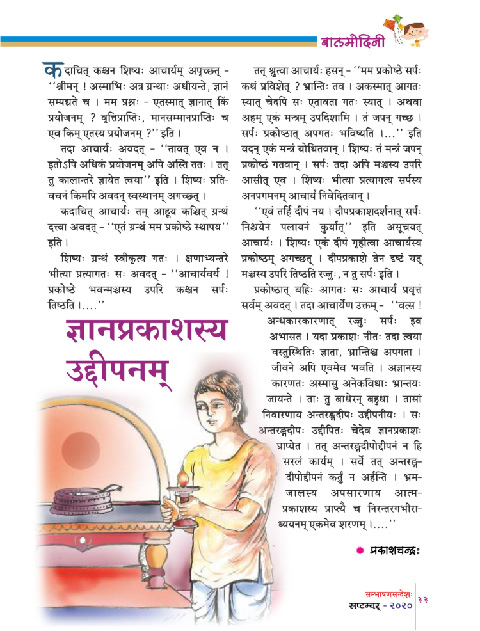 बालमोदिनी
कदाचित् कश्चन शिष्यः आचार्यम् अपृच्छत् -
“श्रीमन् ! अस्माभिः अत्र ग्रन्थाः अधीयन्ते, ज्ञानं
सम्पाद्यते च । मम प्रश्नः - एतस्मात् ज्ञानात् किं
प्रयोजनम् ? वृत्तिप्राप्तिः, मानसम्मानप्राप्तिः च
एव किम् एतस्य प्रयोजनम् ?” इति ।
तदा आचार्यः अवदत् - “तावत् एव न ।
इतोऽपि अधिकं प्रयोजनम् अपि अस्ति ततः । तत्
तु कालान्तरे ज्ञायेत त्वया” इति । शिष्यः प्रति-
वचनं किमपि अवदन् स्वस्थानम् अगच्छत् ।
कदाचित् आचार्यः तम् आहूय कञ्चित् ग्रन्थं
दत्त्वा अवदत् - “एतं ग्रन्थं मम प्रकोष्ठे स्थापय”
इति ।
शिष्यः ग्रन्थं स्वीकृत्य गतः । क्षणाभ्यन्तरे
भीत्या प्रत्यागतः सः अवदत् - “आचार्यवर्य !
प्रकोष्ठे भवन्मञ्चस्य उपरि कश्चन सर्पः
तिष्ठति ।....”
ज्ञानप्रकाशस्य
उद्दीपनम्
तत् श्रुत्वा आचार्यः हसन् - “मम प्रकोष्ठे सर्पः
कथं प्रविशेत् ? भ्रान्तिः तव । अकस्मात् आगतः
स्यात् चेदपि सः एतावता गतः स्यात् । अथवा
अहम् एकं मन्त्रम् उपदिशामि । तं जपन् गच्छ ।
सर्पः प्रकोष्ठात् अपगतः भविष्यति ।...” इति
वदन् एकं मन्त्रं बोधितवान् । शिष्यः तं मन्त्रं जपन्
प्रकोष्ठं गतवान् । सर्पः तदा अपि मञ्चस्य उपरि
आसीत् एव । शिष्यः भीत्या प्रत्यागत्य सर्पस्य
अनपगमनम् आचार्यं निवेदितवान् ।
“एवं तर्हि दीपं नय । दीपप्रकाशदर्शनात् सर्पः
निश्चयेन पलायनं कुर्यात्” इति असूचयत्
आचार्यः । शिष्यः एकं दीपं गृहीत्वा आचार्यस्य
प्रकोष्ठम् अगच्छत् । दीपप्रकाशे तेन दृष्टं यत्
मञ्चस्य उपरि तिष्ठति रज्जुः, न तु सर्पः इति ।
प्रकोष्ठात् बहिः आगतः सः आचार्यं प्रवृत्तं
सर्वम् अवदत् । तदा आचार्येण उक्तम् - “वत्स !
अन्धकारकारणात् रज्जुः सर्पः इव
अभासत । यदा प्रकाशः नीतः तदा त्वया
वस्तुस्थितिः ज्ञाता, भ्रान्तिश्च अपगता ।
जीवने अपि एवमेव भवति । अज्ञानस्य
कारणतः अस्मासु अनेकविधाः भ्रान्तयः
जायन्ते । ताः तु बाधेरन् बहुधा । तासां
निवारणाय अन्तरङ्गदीपः उद्दीपनीयः । सः
अन्तरङ्गदीपः उद्दीपितः चेदेव ज्ञानप्रकाशः
प्राप्येत । तत् अन्तरङ्गदीपोद्दीपनं न हि
सरलं कार्यम् । सर्वे तत् अन्तरङ्ग-
दीपोद्दीपनं कर्तुं न अर्हन्ति । भ्रम-
जालस्य अपसारणाय आत्म-
प्रकाशस्य प्राप्त्यै च निरन्तरगभीरा-
ध्ययनम् एकमेव शरणम् ।....”
● प्रकाशचन्द्रः
सम्भाषणसन्देशः
सप्टम्बर् - २०२०
३३